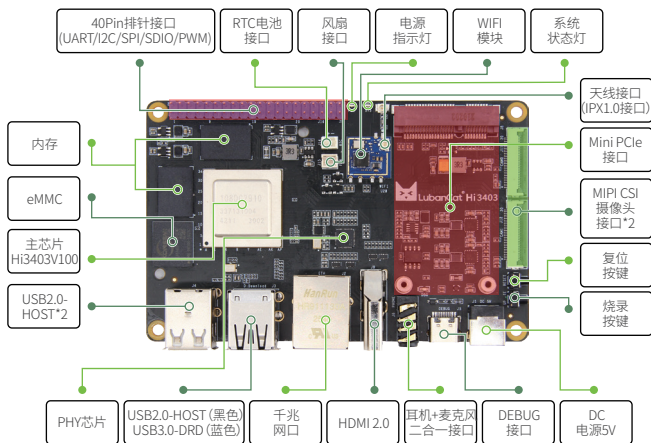 40Pin排针接口
(UART/I2C/SPI/SDIO/PWM)
RTC电池
接口
风扇
接口
电源
指示灯
WIFI
模块
系统
状态灯
天线接口
(IPX1.0接口)
Mini PCIe
接口
MIPI CSI
摄像头
接口*2
复位
按键
烧录
按键
内存
eMMC
主芯片
Hi3403V100
USB2.0-
HOST*2
LubanCat Hi3403
HanRun
PHY芯片
USB2.0-HOST (黑色)
USB3.0-DRD (蓝色)
千兆
网口
HDMI 2.0
耳机+麦克风
二合一接口
DEBUG
接口
DC
电源5V